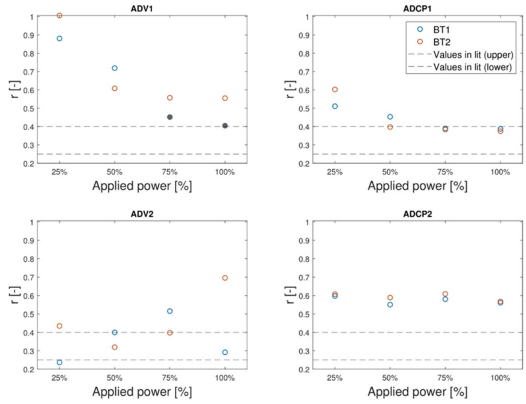 ADV1
1
0.9
0.8
0.7
0.6
0.5
0.4
0.3
0.2
r [-]
25% 50% 75% 100%
Applied power [%]
ADCP1
1
0.9
0.8
0.7
0.6
0.5
0.4
0.3
0.2
r [-]
BT1
BT2
Values in lit (upper)
Values in lit (lower)
25% 50% 75% 100%
Applied power [%]
ADV2
1
0.9
0.8
0.7
0.6
0.5
0.4
0.3
0.2
r [-]
25% 50% 75% 100%
Applied power [%]
ADCP2
1
0.9
0.8
0.7
0.6
0.5
0.4
0.3
0.2
r [-]
25% 50% 75% 100%
Applied power [%]